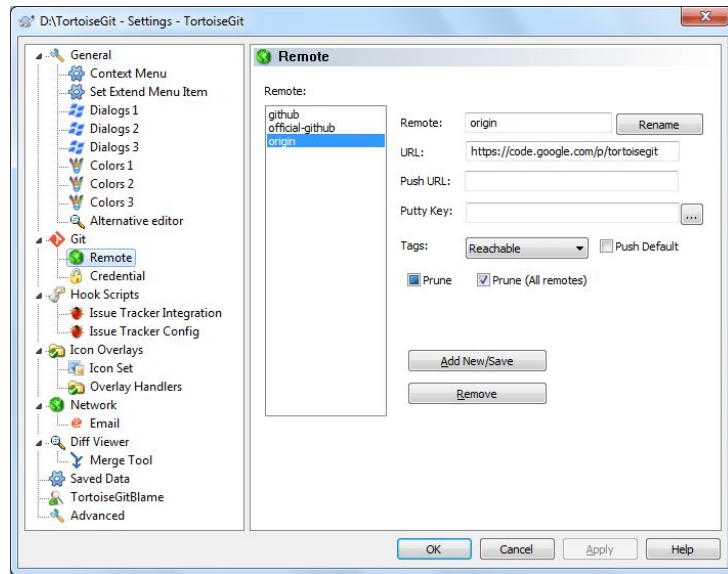 D:\TortoiseGit - Settings - TortoiseGit
General
Context Menu
Set Extend Menu Item
Dialogs 1
Dialogs 2
Dialogs 3
Colors 1
Colors 2
Colors 3
Alternative editor
Git
Remote
Credential
Hook Scripts
Issue Tracker Integration
Issue Tracker Config
Icon Overlays
Icon Set
Overlay Handlers
Network
Email
Diff Viewer
Merge Tool
Saved Data
TortoiseGitBlame
Advanced
Remote
Remote:
github
official-github
origin
Remote: origin Rename
URL: https://code.google.com/p/tortoisegit
Push URL:
Putty Key: ...
Tags: Reachable Push Default
Prune Prune (All remotes)
Add New/Save
Remove
OK Cancel Apply Help